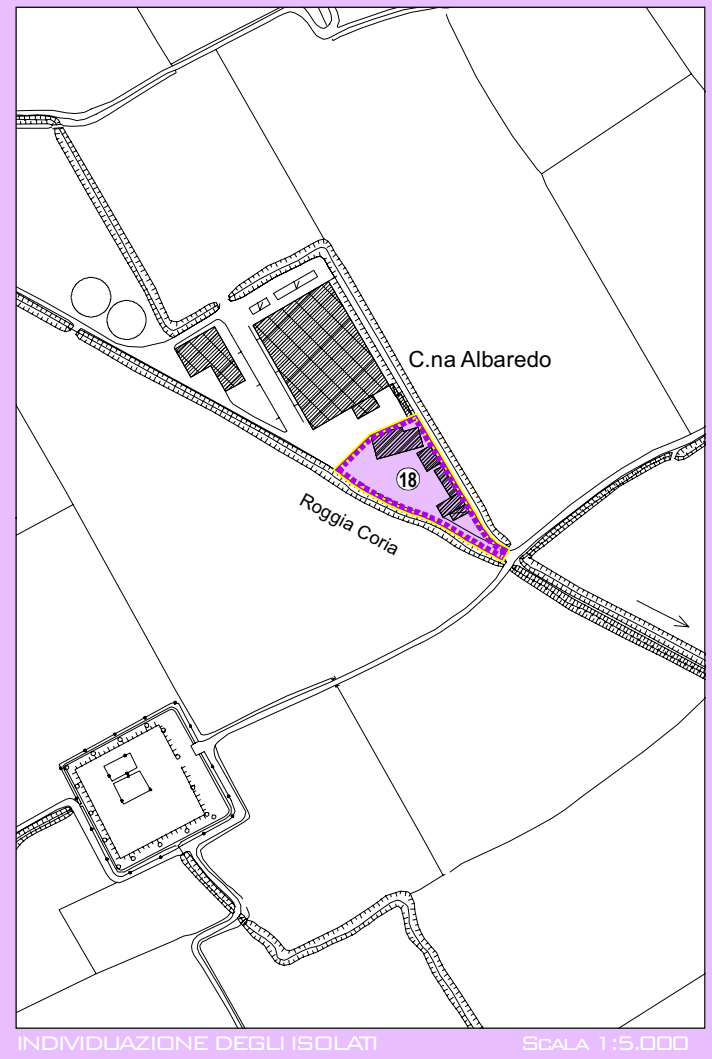 C.na Albaredo
18
Roggia Coria
INDIVIDUAZIONE DEGLI ISOLATI
SCALA 1:5.000